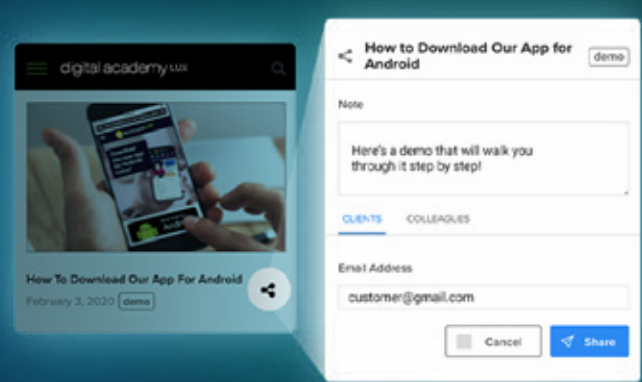 digital academy LUX
How To Download Our App For Android
February 3, 2020 demo
How to Download Our App for
Android
demo
Note
Here's a demo that will walk you
through it step by step!
CLIENTS COLLEAGUES
Email Address
customer@gmail.com
Cancel Share